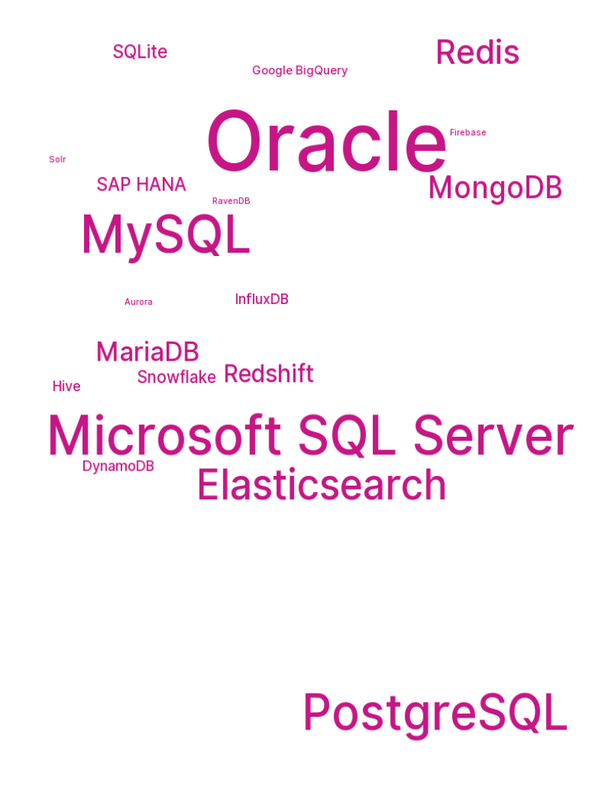 SQLite
Redis
Google BigQuery
Oracle
Firebase
Solr
SAP HANA
MongoDB
RavenDB
MySQL
Aurora
InfluxDB
MariaDB
Snowflake
Redshift
Hive
Microsoft SQL Server
DynamoDB
Elasticsearch
PostgreSQL